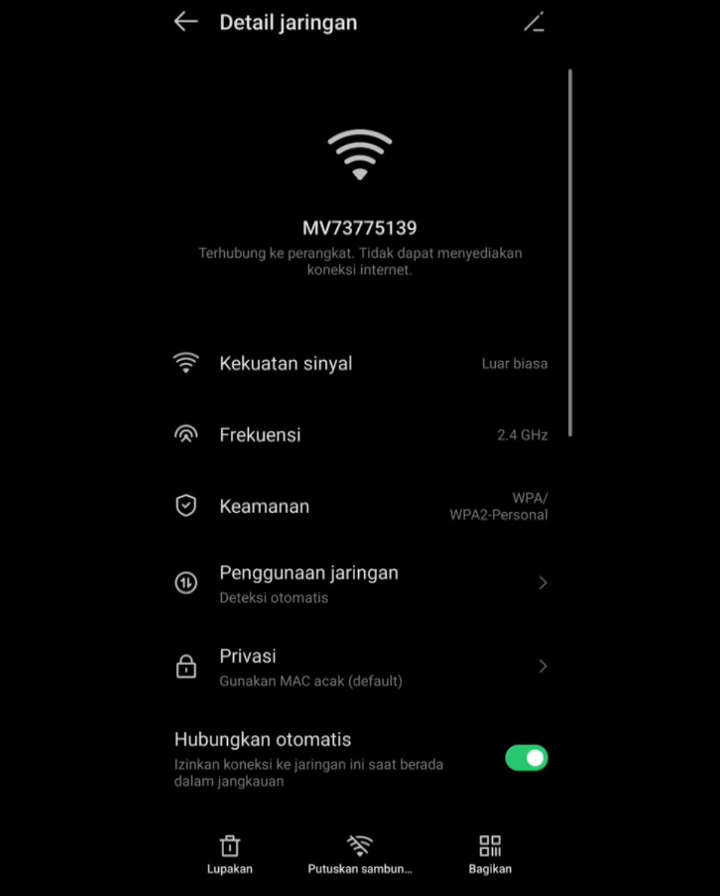 Detail jaringan
MV73775139
Terhubung ke perangkat. Tidak dapat menyediakan
koneksi internet.
Kekuatan sinyal
Luar biasa
Frekuensi
2.4 GHz
Keamanan
WPA/
WPA2-Personal
Penggunaan jaringan
Deteksi otomatis
Privasi
Gunakan MAC acak (default)
Hubungkan otomatis
Izinkan koneksi ke jaringan ini saat berada
dalam jangkauan
Lupakan
Putuskan sambun...
Bagikan